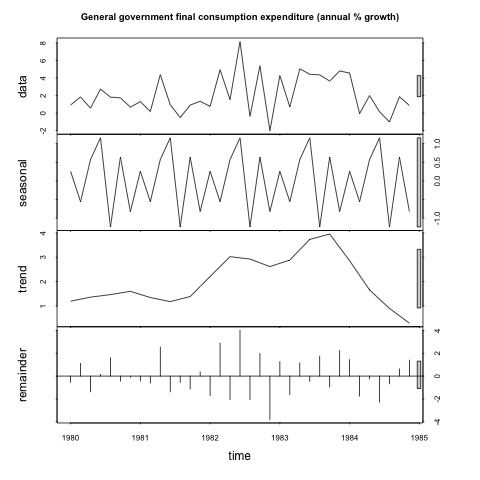 General government final consumption expenditure (annual % growth)
data
-2 0 2 4 6 8
seasonal
-1.0 0.0 0.5 1.0
trend
1 2 3 4
remainder
-4 -2 0 2 4
1980 1981 1982 1983 1984 1985
time